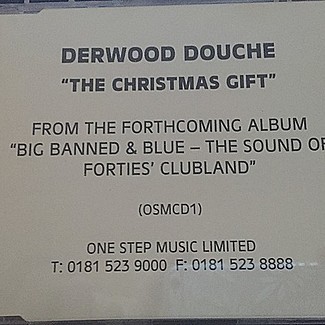 DERWOOD DOUCHE
“THE CHRISTMAS GIFT”
FROM THE FORTHCOMING ALBUM
“BIG BANNED & BLUE – THE SOUND OF
FORTIES’ CLUBLAND”
(OSMCD1)
ONE STEP MUSIC LIMITED
T: 0181 523 9000 F: 0181 523 8888